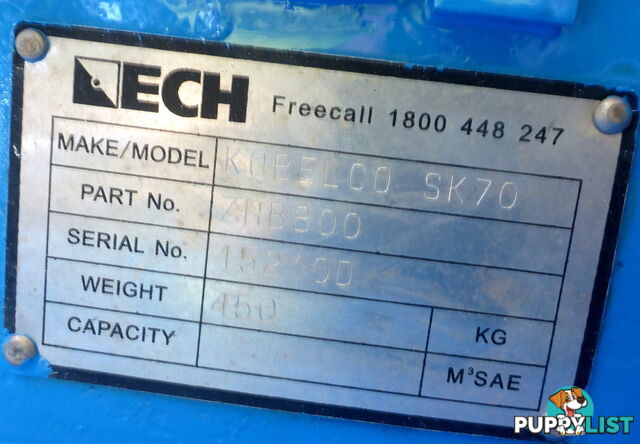 ECH Freecall 1800 448 247
MAKE/MODEL KOBELCO SK70
PART No.
SERIAL No.
WEIGHT 450 KG
CAPACITY M³SAE
PUPPYLIST